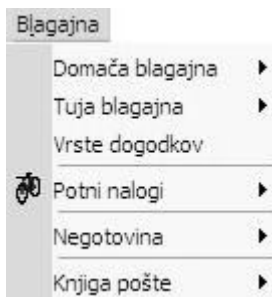 Blagajna
Domača blagajna
Tuja blagajna
Vrste dogodkov
Potni nalogi
Negotovina
Knjiga pošte